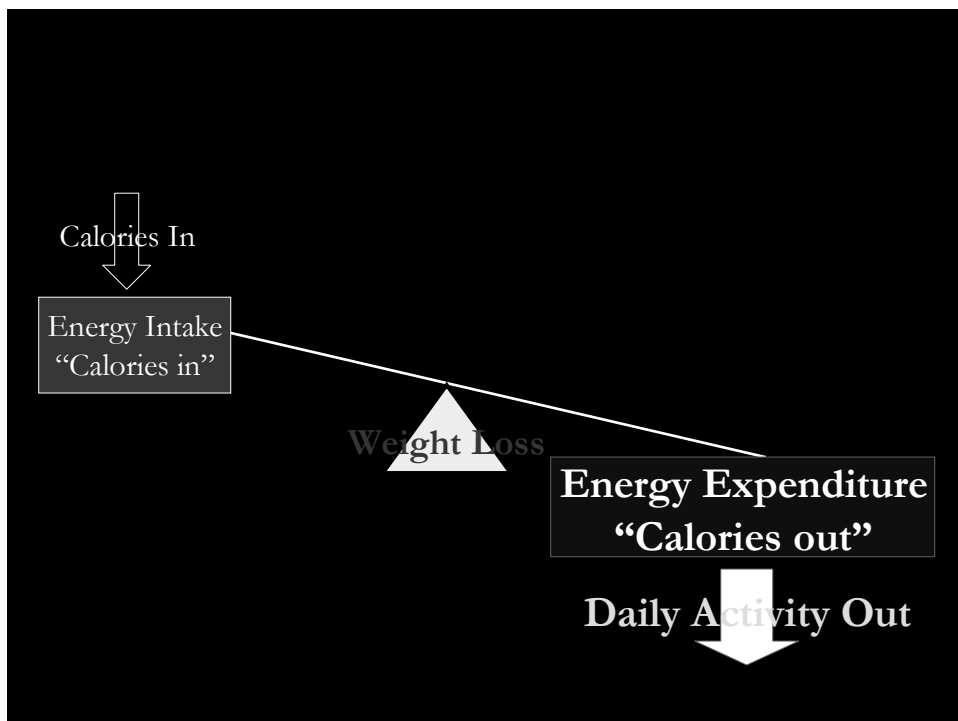 Calories In
Energy Intake
“Calories in”
Weight Loss
Energy Expenditure
“Calories out”
Daily Activity Out